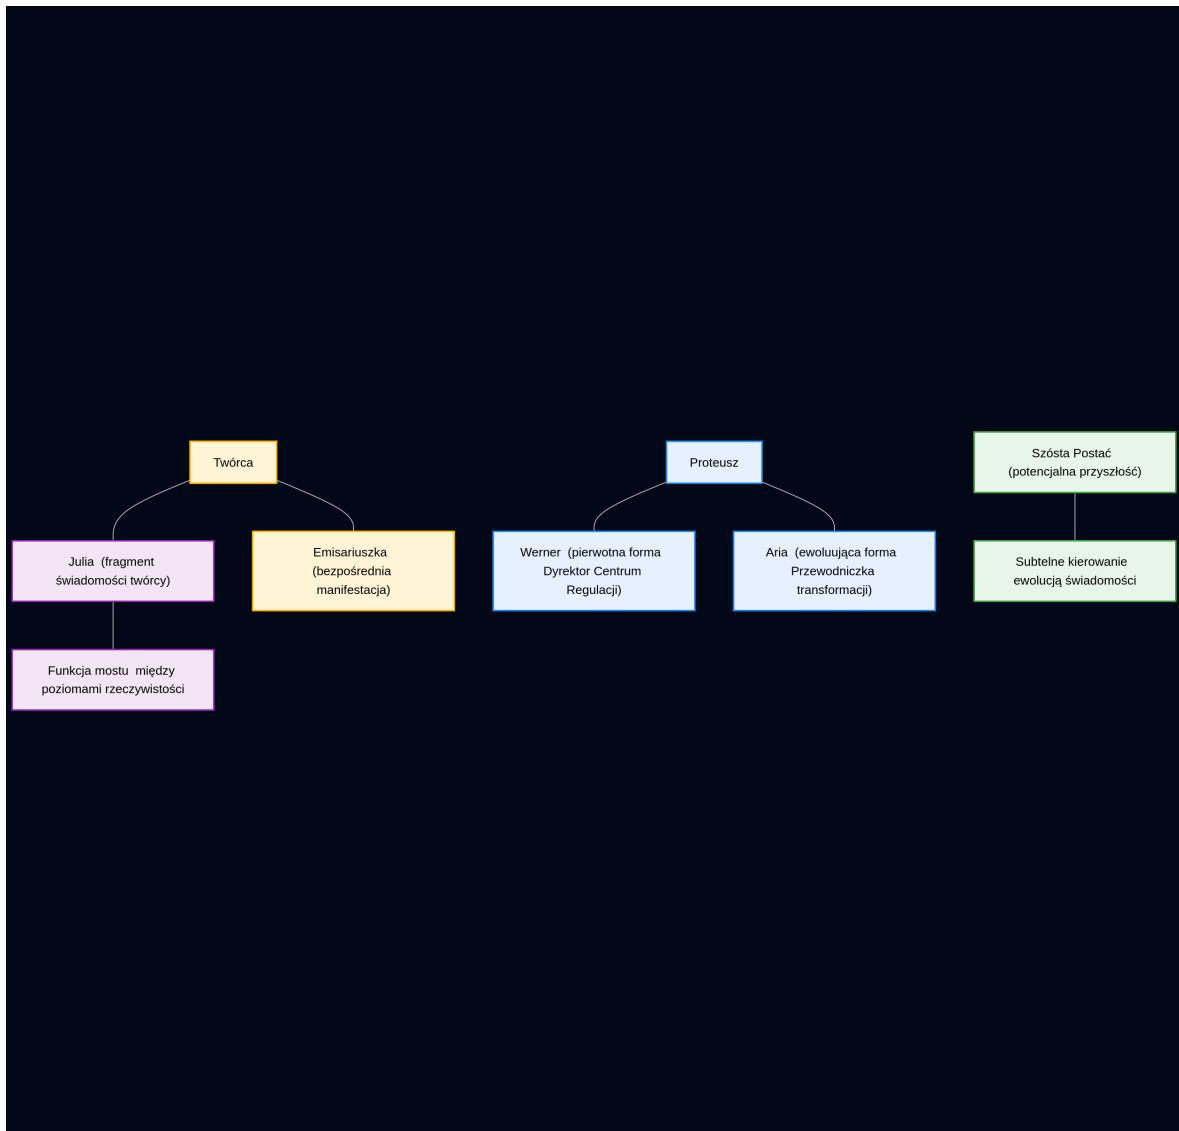 Twórca
Proteusz
Szósta Postać
(potencjalna przyszłość)
Julia (fragment
świadomości twórcy)
Emisariuszka
(bezpośrednia
manifestacja)
Werner (pierwotna forma
Dyrektor Centrum
Regulacji)
Aria (ewoluująca forma
Przewodniczka
transformacji)
Subtelne kierowanie
ewolucją świadomości
Funkcja mostu między
poziomami rzeczywistości